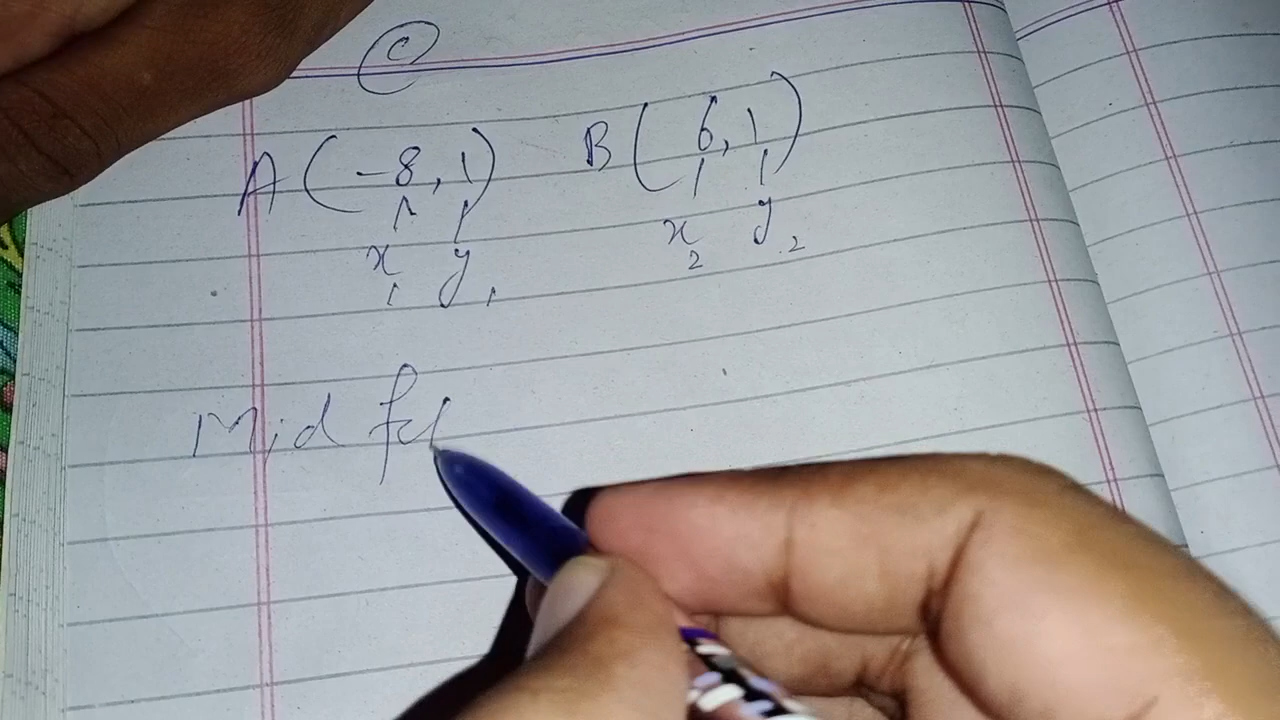 C
A ( -8 , 1 ) B ( 6 , 1 )
x₁ y₁ x₂ y₂
Mid